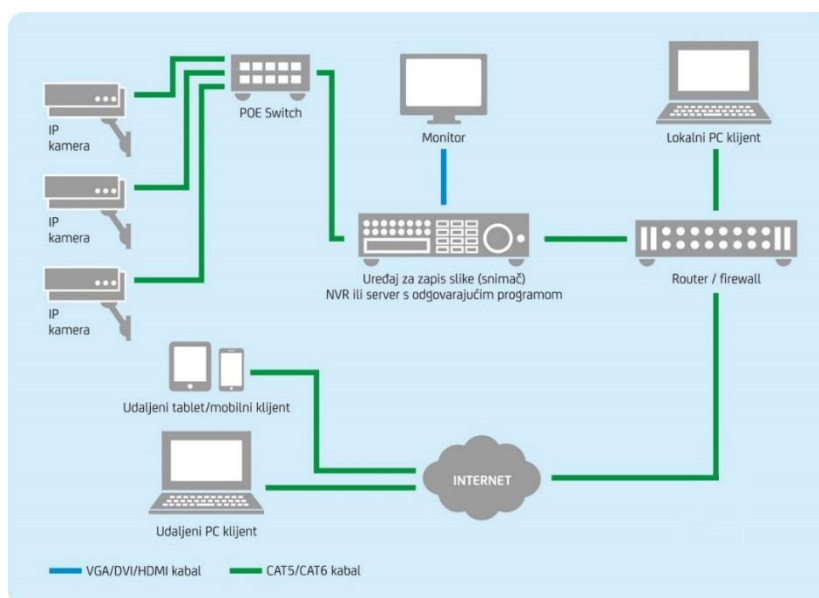 POE Switch
Monitor
Lokalni PC klijent
IP
kamera
IP
kamera
IP
kamera
Uređaj za zapis slike (snimač)
NVR ili server s odgovarajućim programom
Router / firewall
Udaljeni tablet/mobilni klijent
INTERNET
Udaljeni PC klijent
VGA/DVI/HDMI kabal
CAT5/CAT6 kabal